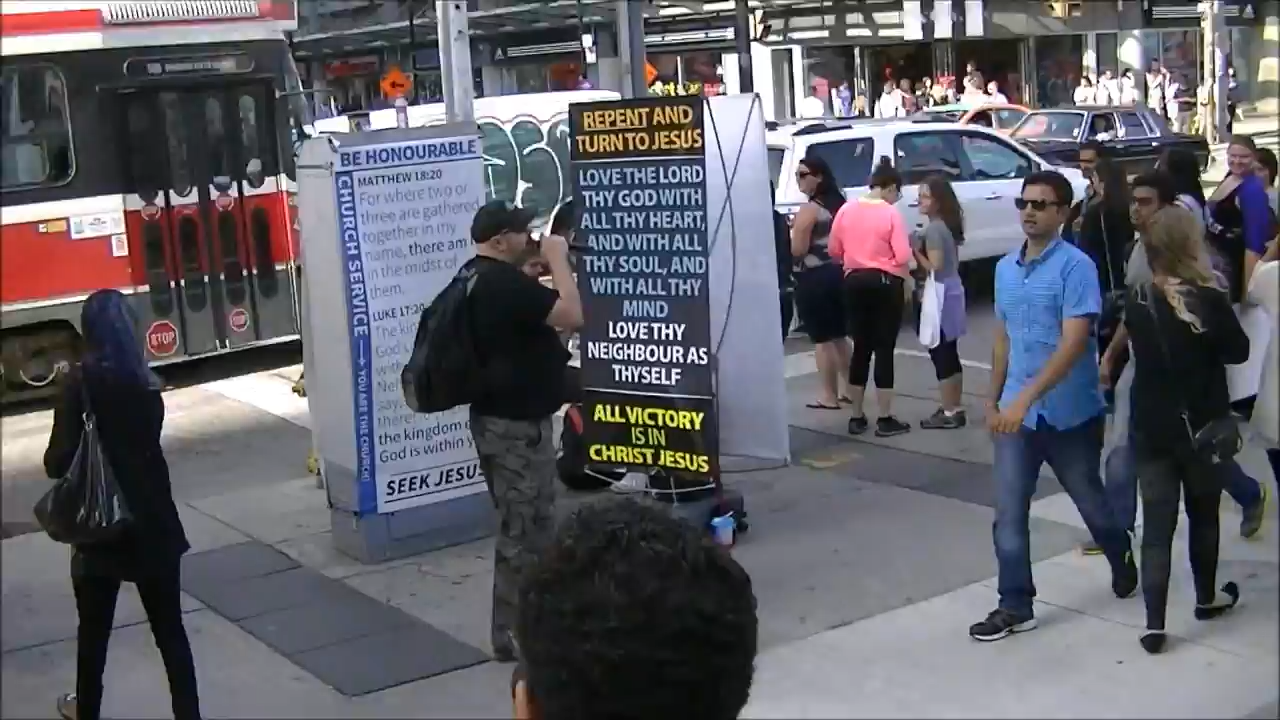 BE HONOURABLE
CHURCH SERVICE → YOU ARE THE CHURCH
MATTHEW 18:20
For where two or
three are gathered
together in my
name, there am I
in the midst of
them.
LUKE 17:20
The
God
the kingdom
God is within
SEEK JESUS
REPENT AND
TURN TO JESUS
LOVE THE LORD
THY GOD WITH
ALL THY HEART,
AND WITH ALL
THY SOUL, AND
WITH ALL THY
MIND
LOVE THY
NEIGHBOUR AS
THYSELF
ALL VICTORY
IS IN
CHRIST JESUS
STOP